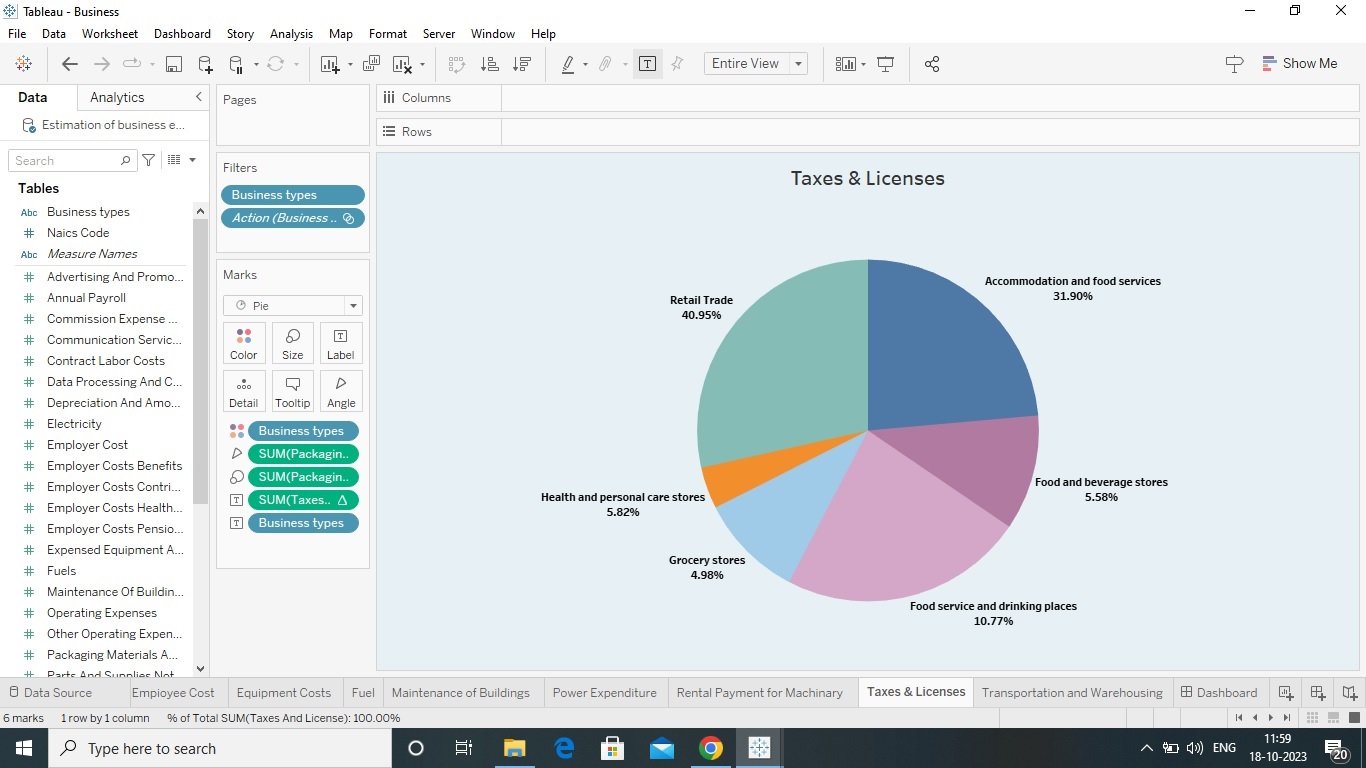 Tableau - Business
File Data Worksheet Dashboard Story Analysis Map Format Server Window Help
Entire View
Show Me
Data Analytics
Estimation of business e...
Search
Tables
Abc Business types
# Naics Code
Abc Measure Names
# Advertising And Promo...
# Annual Payroll
# Commission Expense ...
# Communication Servic...
# Contract Labor Costs
# Data Processing And C...
# Depreciation And Amo...
# Electricity
# Employer Cost
# Employer Costs Benefits
# Employer Costs Contri...
# Employer Costs Health...
# Employer Costs Pensio...
# Expensed Equipment A...
# Fuels
# Maintenance Of Buildin...
# Operating Expenses
# Other Operating Expen...
# Packaging Materials A...
# Parts And Supplies Not
Pages
Filters
Business types
Action (Business ..
Marks
Pie
Color Size Label
Detail Tooltip Angle
Business types
SUM(Packagin..
SUM(Packagin..
SUM(Taxes.. Δ
Business types
Columns
Rows
Taxes & Licenses
Accommodation and food services
31.90%
Retail Trade
40.95%
Food and beverage stores
5.58%
Health and personal care stores
5.82%
Grocery stores
4.98%
Food service and drinking places
10.77%
Data Source Employee Cost Equipment Costs Fuel Maintenance of Buildings Power Expenditure Rental Payment for Machinery Taxes & Licenses Transportation and Warehousing Dashboard
6 marks 1 row by 1 column % of Total SUM(Taxes And License): 100.00%
Type here to search
ENG
11:59
18-10-2023
20